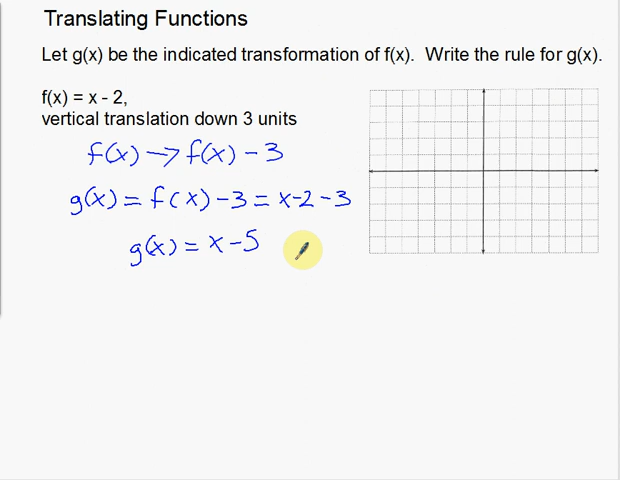 Translating Functions
Let g(x) be the indicated transformation of f(x). Write the rule for g(x).
f(x) = x - 2,
vertical translation down 3 units
f(x) → f(x) - 3
g(x) = f(x) - 3 = x - 2 - 3
g(x) = x - 5